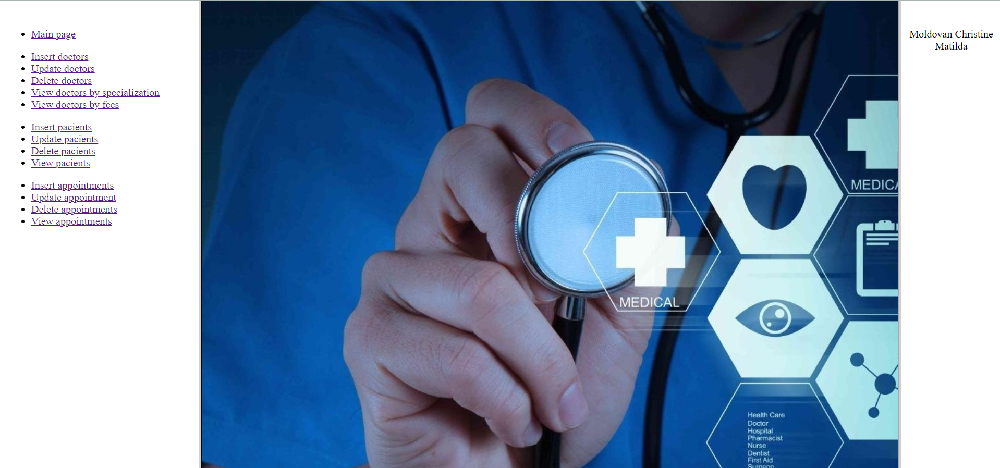 Main page
Insert doctors
Update doctors
Delete doctors
View doctors by specialization
View doctors by fees
Insert pacients
Update pacients
Delete pacients
View pacients
Insert appointments
Update appointment
Delete appointments
View appointments
MEDICAL
MEDICA
Health Care
Doctor
Hospital
Pharmacist
Nurse
Dentist
First Aid
Surgeon
Moldovan Christine
Matilda